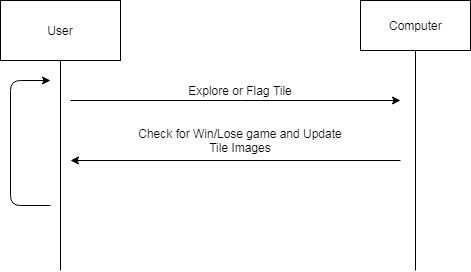 User
Computer
Explore or Flag Tile
Check for Win/Lose game and Update
Tile Images